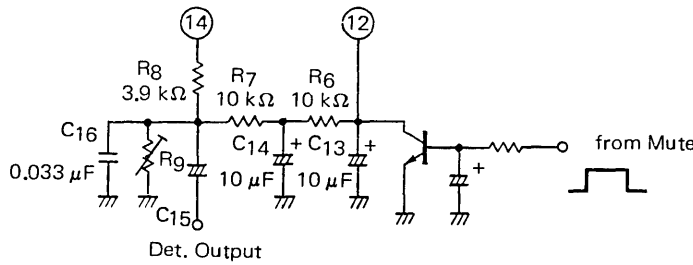 14
12
R8
3.9 kΩ
R7
10 kΩ
R6
10 kΩ
C16
0.033 µF
R9
C14
+
10 µF
C13
+
10 µF
+
from Mute
C15
Det. Output